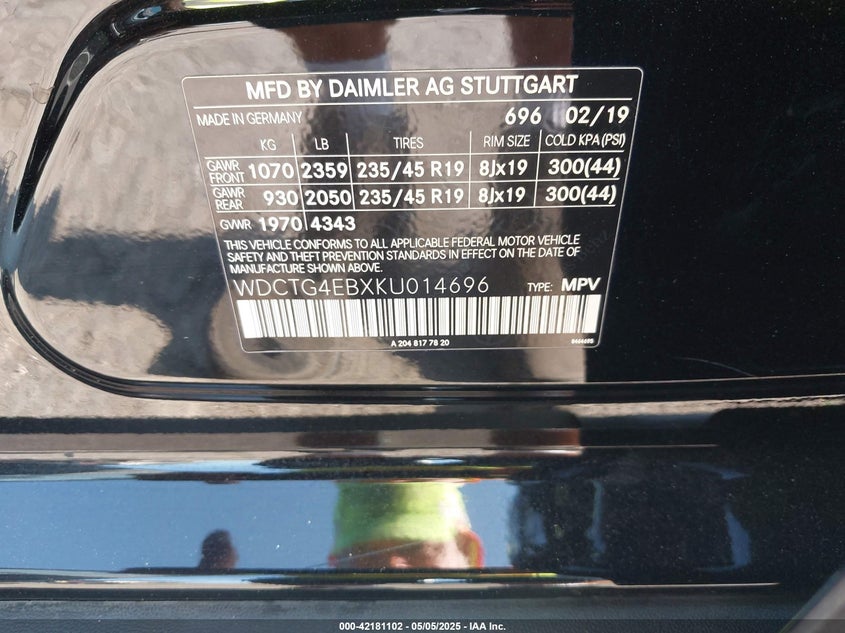 MFD BY DAIMLER AG STUTTGART
MADE IN GERMANY 696 02/19
KG LB TIRES RIM SIZE COLD KPA (PSI)
GAWR FRONT 1070 2359 235/45 R19 8Jx19 300(44)
GAWR REAR 930 2050 235/45 R19 8Jx19 300(44)
GVWR 1970 4343
THIS VEHICLE CONFORMS TO ALL APPLICABLE FEDERAL MOTOR VEHICLE
SAFETY AND THEFT PREVENTION STANDARDS IN EFFECT ON THE DATE OF
MANUFACTURE SHOWN ABOVE.
WDCTG4EBXKU014696 TYPE: MPV
A 204 817 78 20
000-42181102 - 05/05/2025 - IAA Inc.